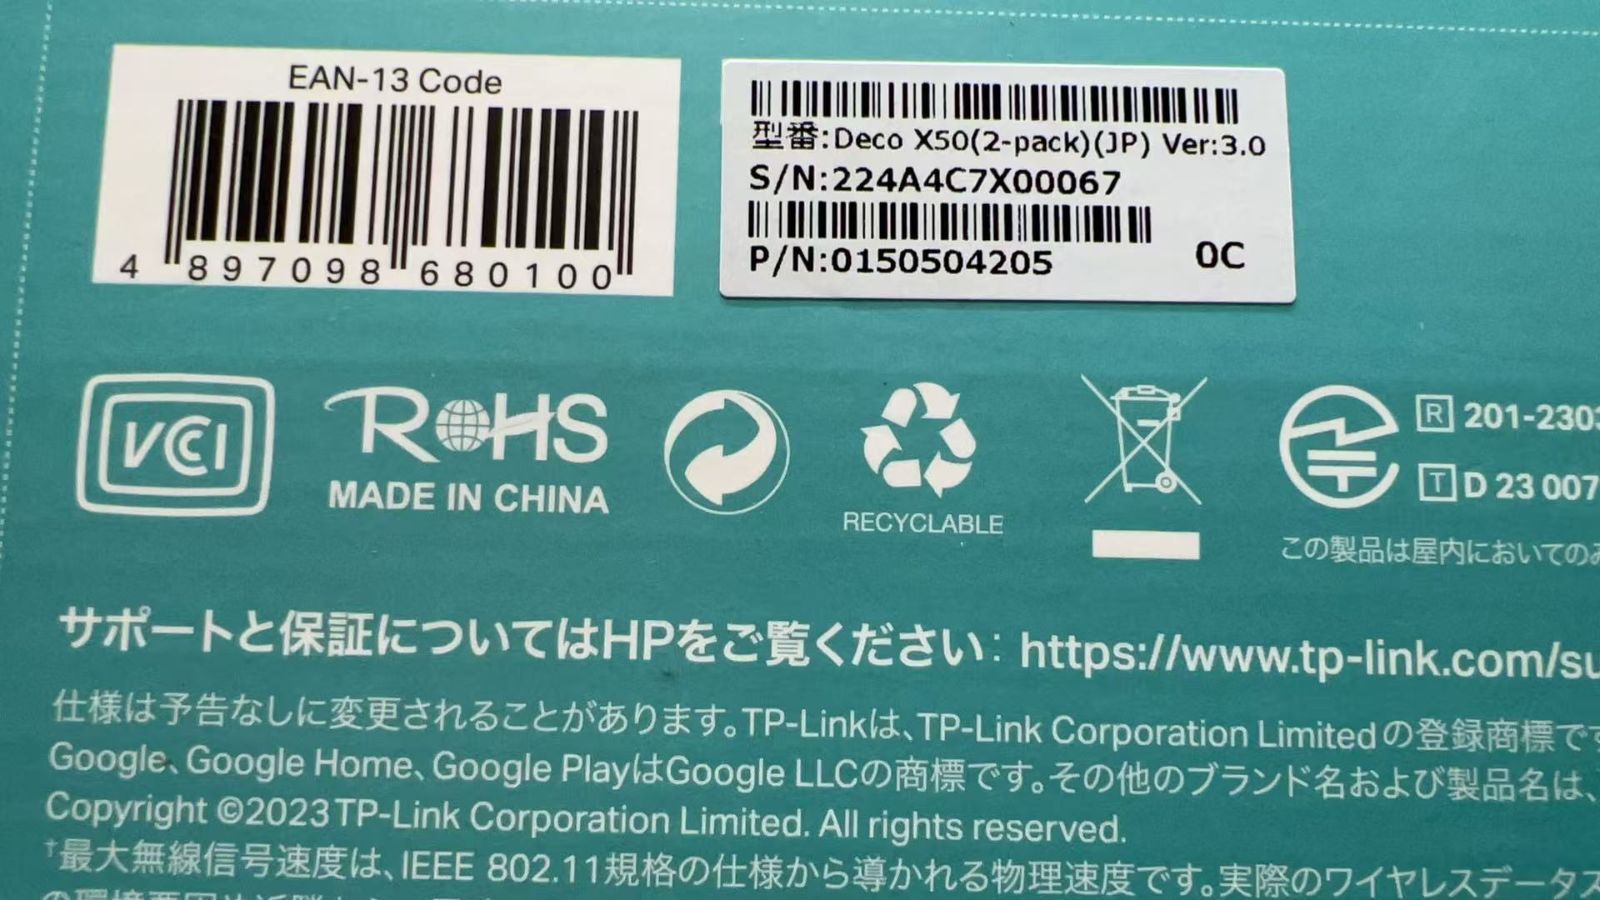 EAN-13 Code
4 897098 680100
型番:Deco X50(2-pack)(JP) Ver:3.0
S/N:224A4C7X00067
P/N:0150504205 0C
VCCI
RoHS
MADE IN CHINA
RECYCLABLE
R 201-2303
T D 23 007
この製品は屋内においてのみ
サポートと保証についてはHPをご覧ください: https://www.tp-link.com/su
仕様は予告なしに変更されることがあります。TP-Linkは、TP-Link Corporation Limitedの登録商標です
Google、Google Home、Google PlayはGoogle LLCの商標です。その他のブランド名および製品名は、
Copyright ©2023 TP-Link Corporation Limited. All rights reserved.
†最大無線信号速度は、IEEE 802.11規格の仕様から導かれる物理速度です。実際のワイヤレスデータス